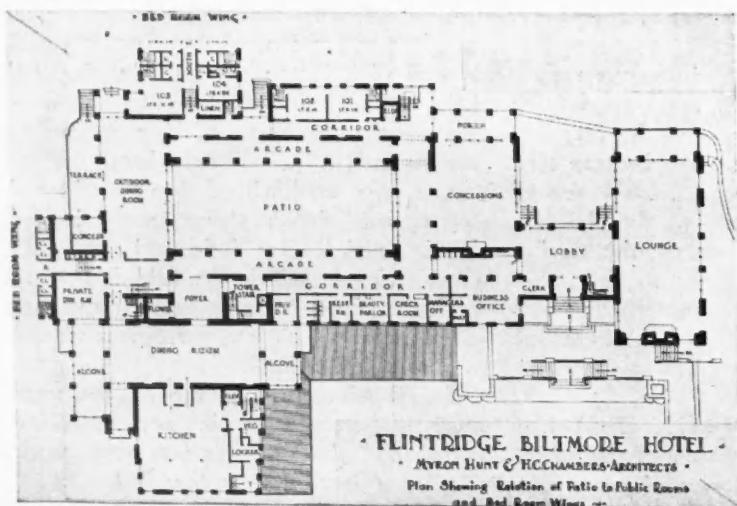 BED ROOM WING
103
104
LINEN
102
101
CORRIDOR
PORCH
ARCADE
TERRACE
OUTDOOR
DINING
ROOM
PATIO
CONCESSIONS
LOUNGE
LOBBY
BED ROOM WING
ARCADE
CORRIDOR
CLERK
PRIVATE
DIN. RM.
FOYER
TOWER
STAIR
BUSINESS
OFFICE
REST
RM.
BEAUTY
PARLOR
CHECK
ROOM
MANAGERS
OFF.
DINING ROOM
ALCOVE
ALCOVE
KITCHEN
FLINTRIDGE BILTMORE HOTEL
MYRON HUNT & H.C.CHAMBERS-ARCHITECTS
Plan Showing Relation of Patio to Public Rooms
and Bed Room Wings